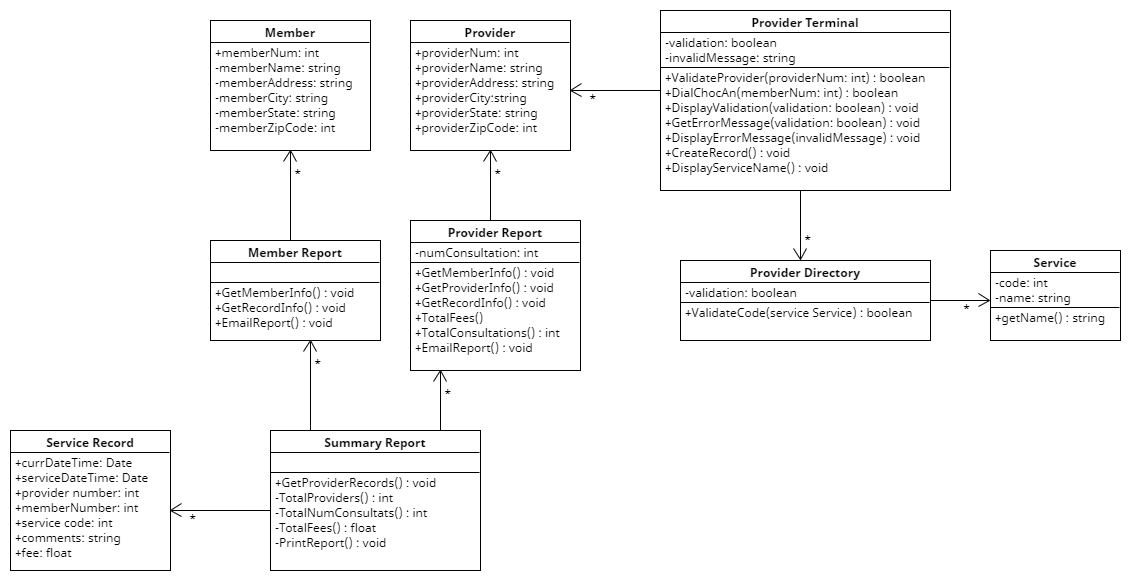 Member
+memberNum: int
-memberName: string
-memberAddress: string
-memberCity: string
-memberState: string
-memberZipCode: int
*
Provider
+providerNum: int
+providerName: string
+providerAddress: string
+providerCity:string
+providerState: string
+providerZipCode: int
*
*
Provider Terminal
-validation: boolean
-invalidMessage: string
+ValidateProvider(providerNum: int) : boolean
+DialChocAn(memberNum: int) : boolean
+DisplayValidation(validation: boolean) : void
+GetErrorMessage(validation: boolean) : void
+DisplayErrorMessage(invalidMessage) : void
+CreateRecord() : void
+DisplayServiceName() : void
*
Member Report
+GetMemberInfo() : void
+GetRecordInfo() : void
+EmailReport() : void
*
Provider Report
-numConsultation: int
+GetMemberInfo() : void
+GetProviderInfo() : void
+GetRecordInfo() : void
+TotalFees()
+TotalConsultations() : int
+EmailReport() : void
*
Provider Directory
-validation: boolean
+ValidateCode(service Service) : boolean
*
Service
-code: int
-name: string
+getName() : string
Service Record
+currDateTime: Date
+serviceDateTime: Date
+provider number: int
+memberNumber: int
+service code: int
+comments: string
+fee: float
*
Summary Report
+GetProviderRecords() : void
-TotalProviders() : int
-TotalNumConsultats() : int
-TotalFees() : float
-PrintReport() : void